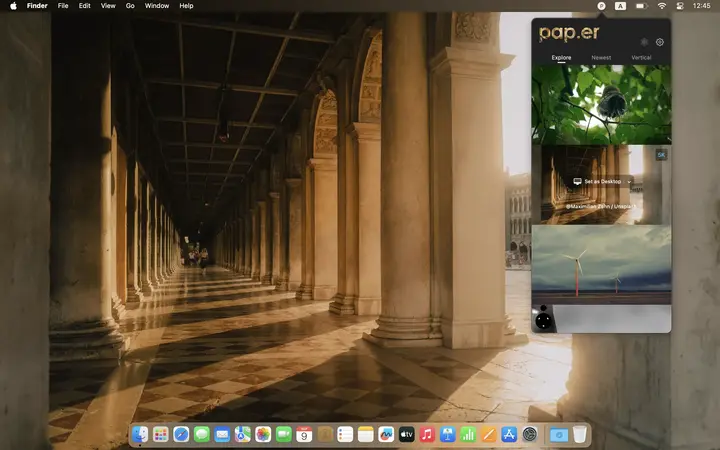 Finder File Edit View Go Window Help
A
12:45
pap.er
Explore Newest Vertical
5K
Set as Desktop
@Maximilian Zahn / Unsplash
9
tv